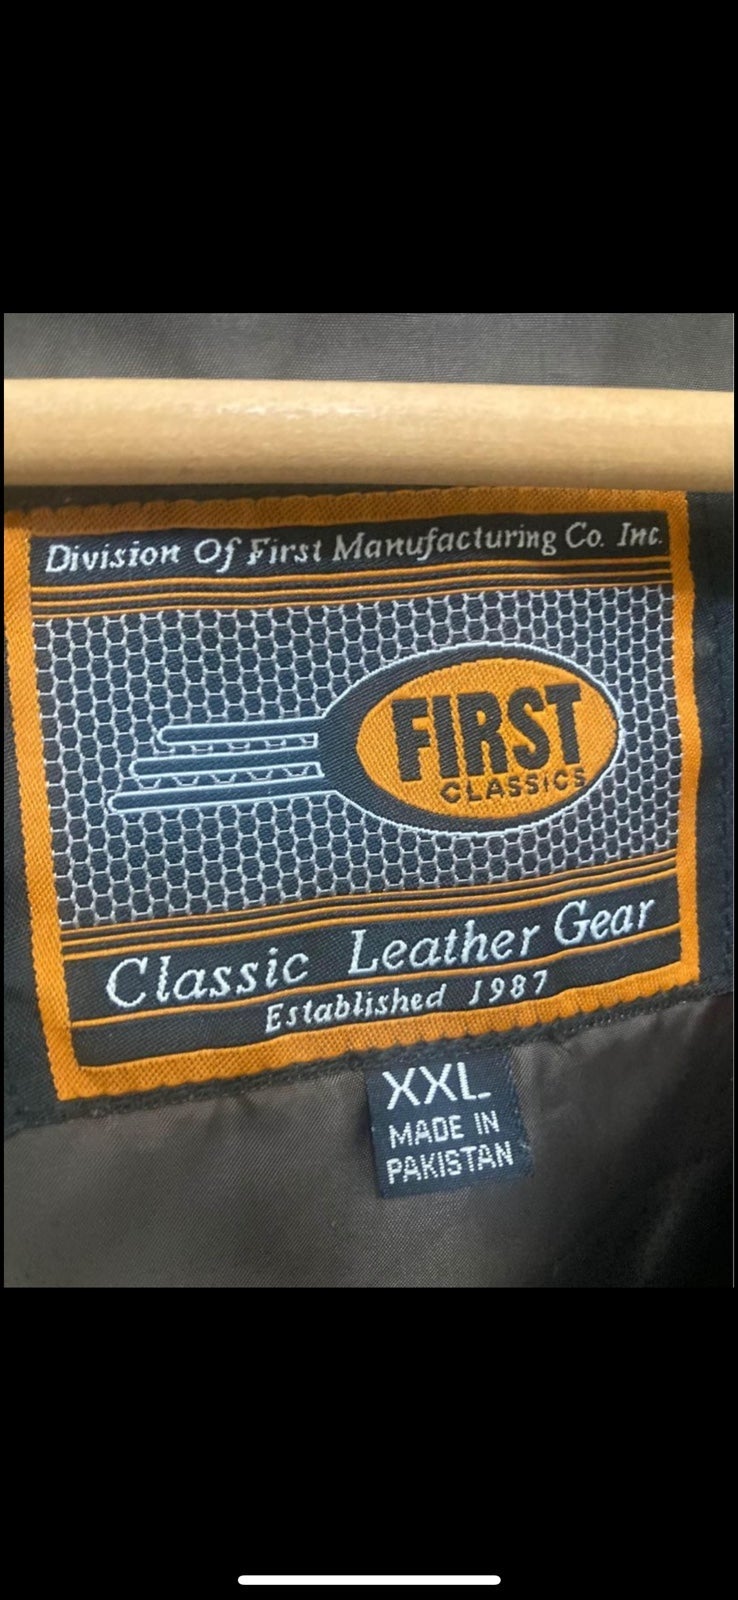 Division Of First Manufacturing Co. Inc.
FIRST
CLASSICS
Classic Leather Gear
Established 1987
XXL
MADE IN
PAKISTAN